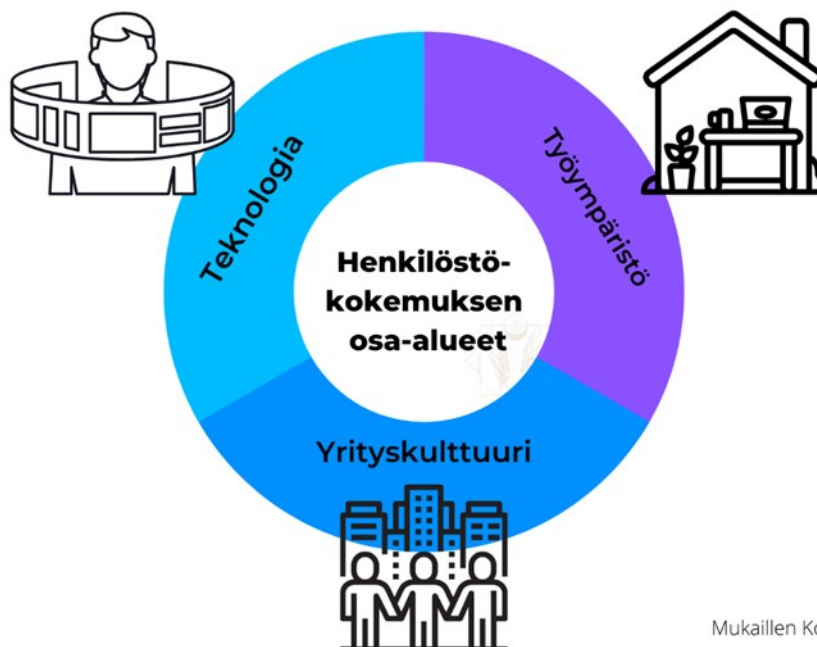 Teknologia
Työympäristö
Henkilöstö-
kokemuksen
osa-alueet
Yrityskulttuuri
Mukaillen